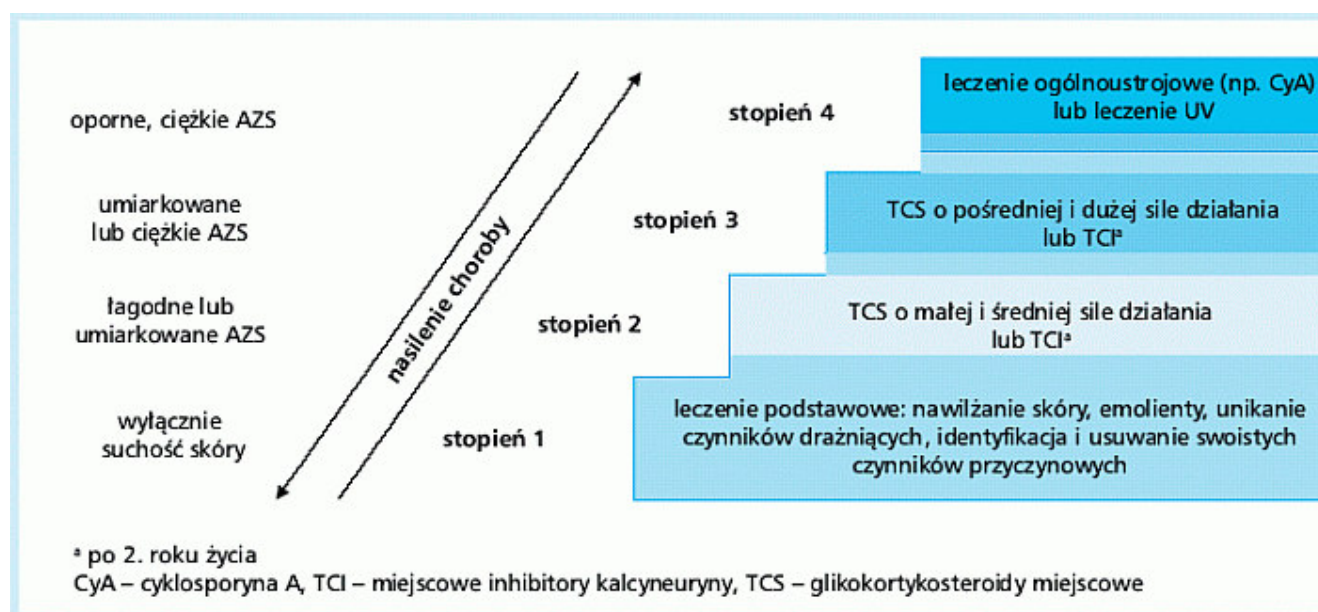 oporne, ciężkie AZS
stopień 4
leczenie ogólnoustrojowe (np. CyA)
lub leczenie UV
umiarkowane
lub ciężkie AZS
stopień 3
TCS o pośredniej i dużej sile działania
lub TCIª
nasilenie choroby
łagodne lub
umiarkowane AZS
stopień 2
TCS o małej i średniej sile działania
lub TCIª
wyłącznie
suchość skóry
stopień 1
leczenie podstawowe: nawilżanie skóry, emolienty, unikanie
czynników drażniących, identyfikacja i usuwanie swoistych
czynników przyczynowych
ª po 2. roku życia
CyA – cyklosporyna A, TCI – miejscowe inhibitory kalcyneuryny, TCS – glikokortykosteroidy miejscowe